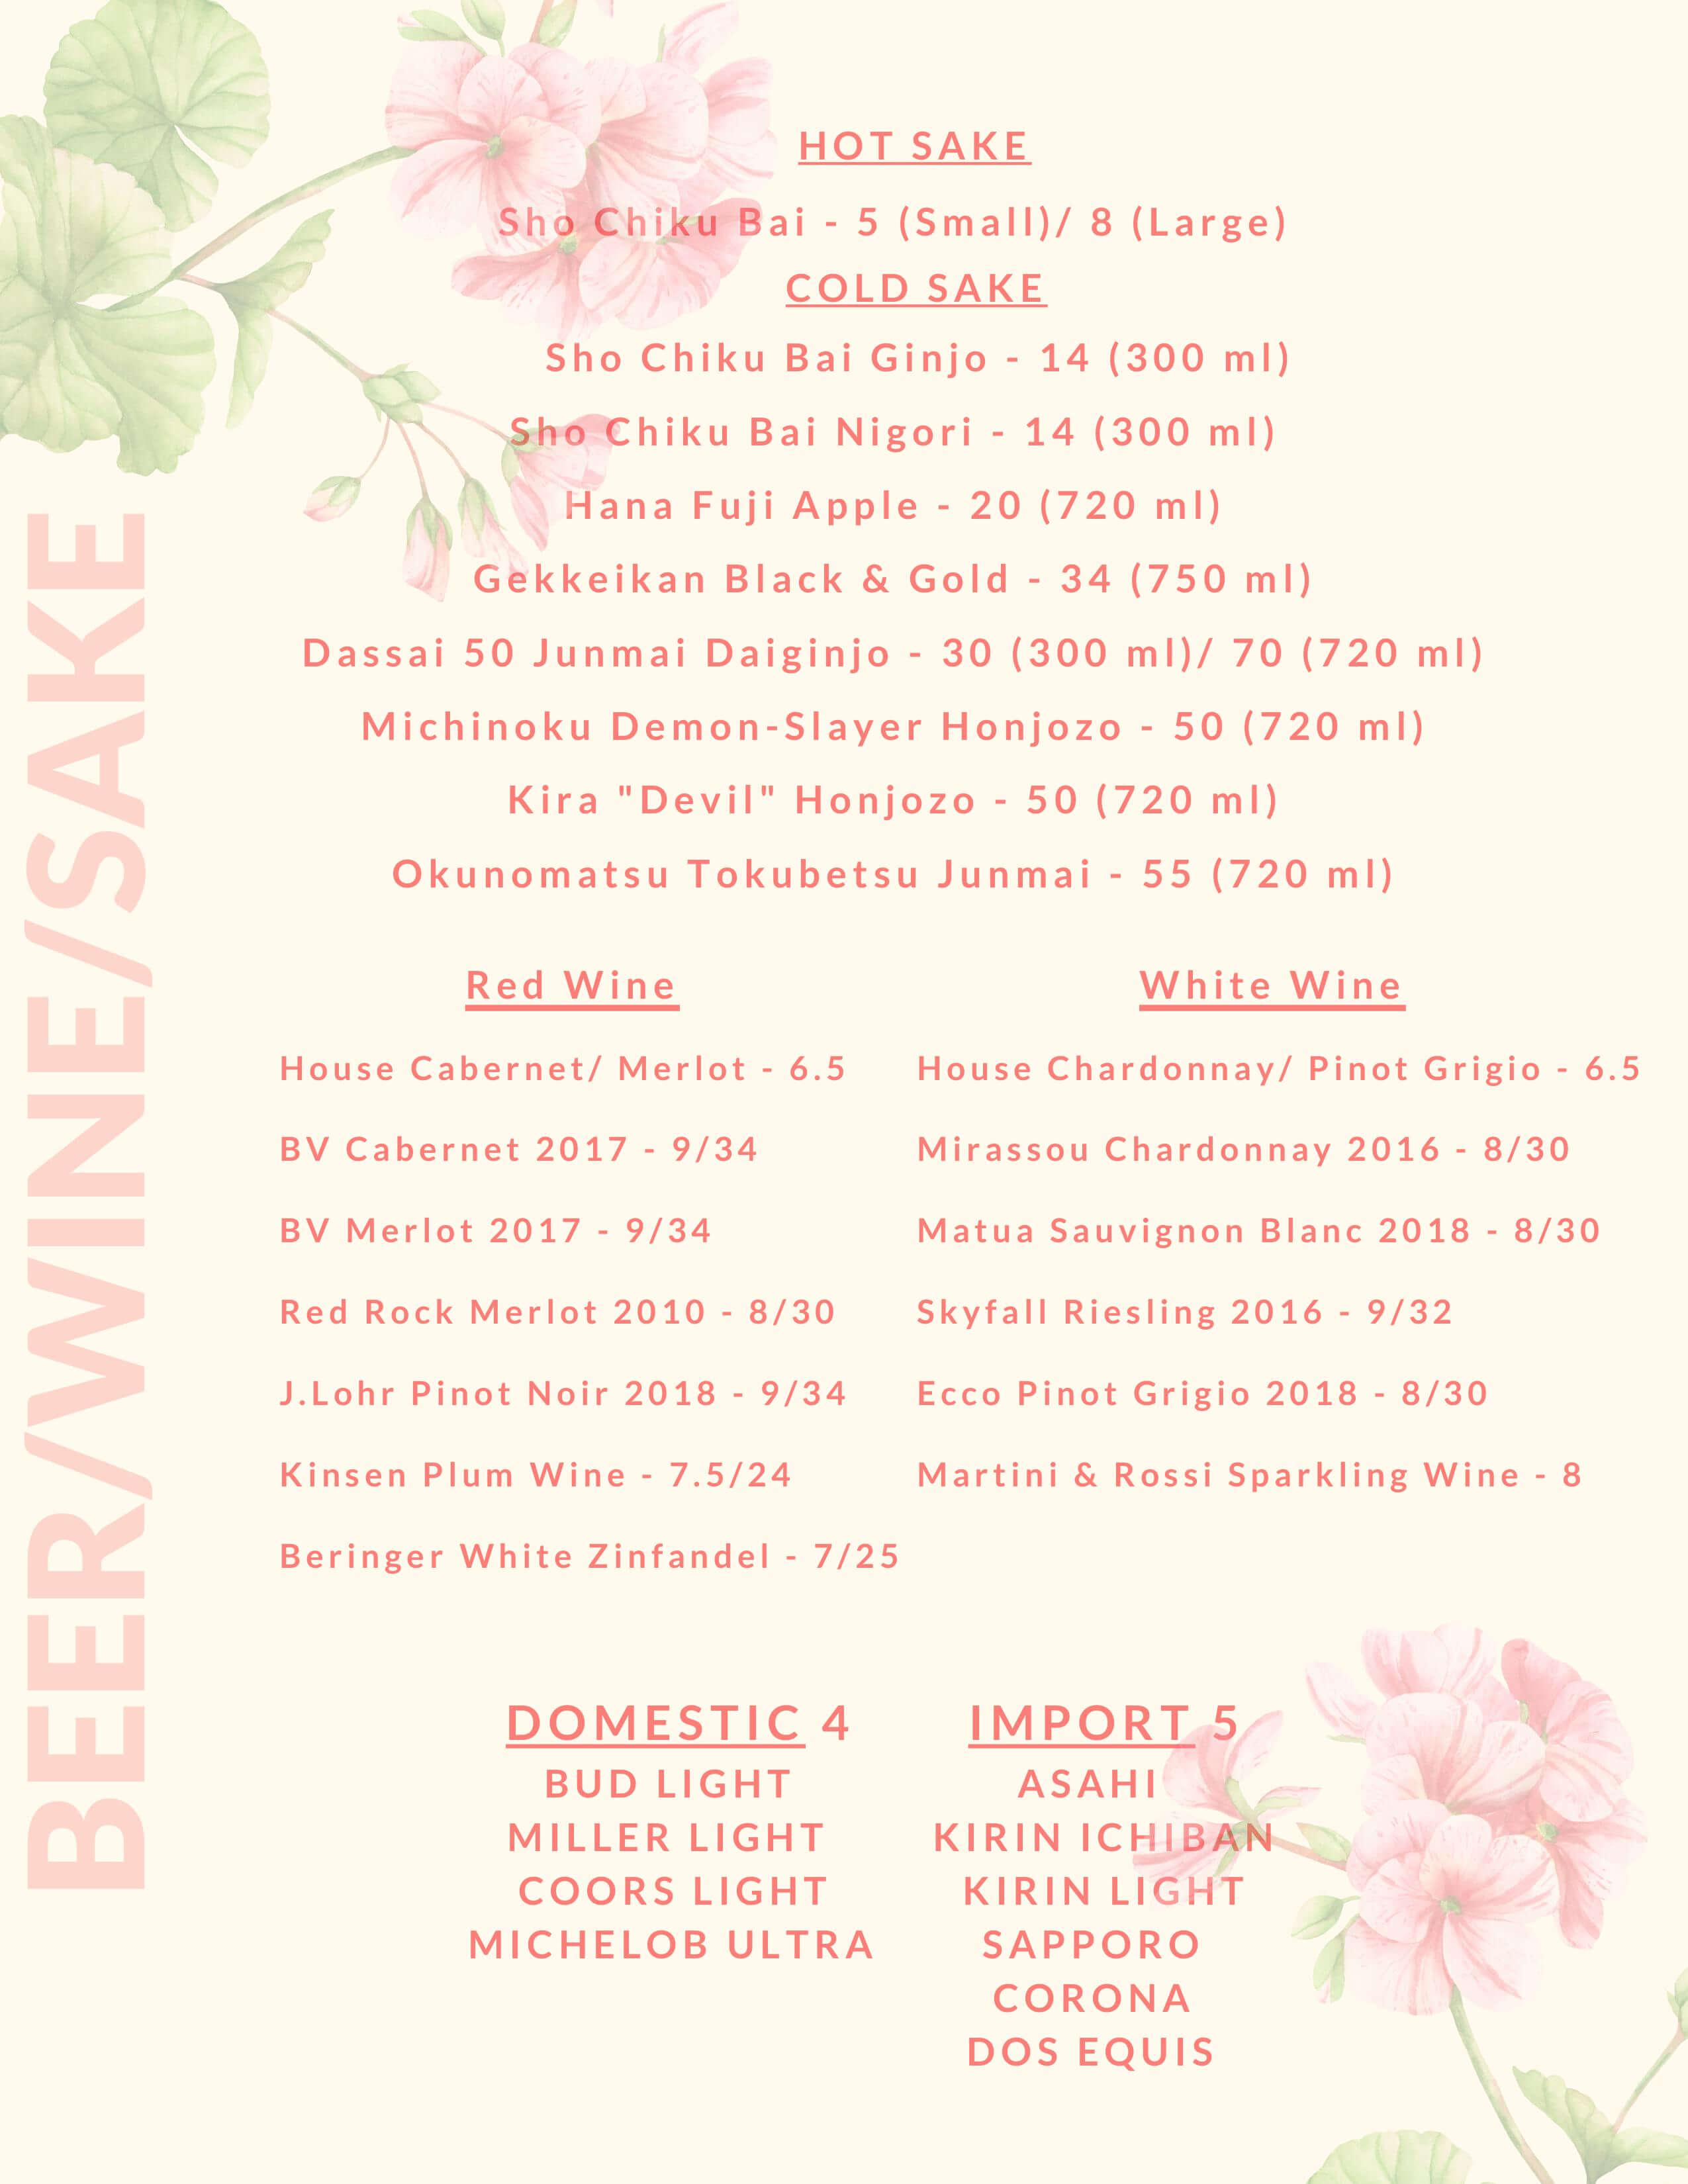 BEER/WINE/SAKE
HOT SAKE
Sho Chiku Bai - 5 (Small)/ 8 (Large)
COLD SAKE
Sho Chiku Bai Ginjo - 14 (300 ml)
Sho Chiku Bai Nigori - 14 (300 ml)
Hana Fuji Apple - 20 (720 ml)
Gekkeikan Black & Gold - 34 (750 ml)
Dassai 50 Junmai Daiginjo - 30 (300 ml)/ 70 (720 ml)
Michinoku Demon-Slayer Honjozo - 50 (720 ml)
Kira "Devil" Honjozo - 50 (720 ml)
Okunomatsu Tokubetsu Junmai - 55 (720 ml)
Red Wine
House Cabernet/ Merlot - 6.5
BV Cabernet 2017 - 9/34
BV Merlot 2017 - 9/34
Red Rock Merlot 2010 - 8/30
J.Lohr Pinot Noir 2018 - 9/34
Kinsen Plum Wine - 7.5/24
Beringer White Zinfandel - 7/25
White Wine
House Chardonnay/ Pinot Grigio - 6.5
Mirassou Chardonnay 2016 - 8/30
Matua Sauvignon Blanc 2018 - 8/30
Skyfall Riesling 2016 - 9/32
Ecco Pinot Grigio 2018 - 8/30
Martini & Rossi Sparkling Wine - 8
DOMESTIC 4
BUD LIGHT
MILLER LIGHT
COORS LIGHT
MICHELOB ULTRA
IMPORT 5
ASAHI
KIRIN ICHIBAN
KIRIN LIGHT
SAPPORO
CORONA
DOS EQUIS